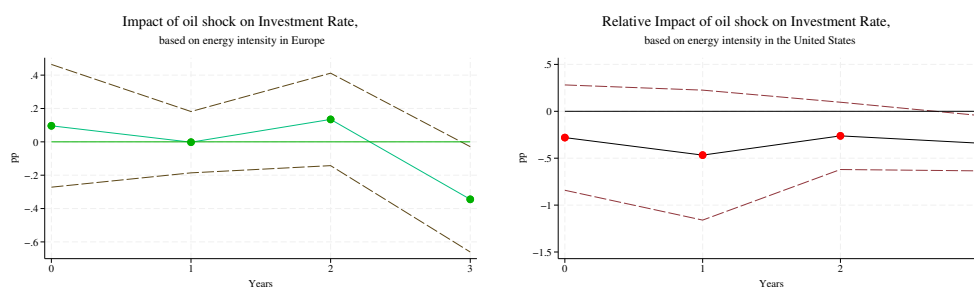 Impact of oil shock on Investment Rate,
based on energy intensity in Europe
.4
.2
0
−.2
−.4
−.6
pp
0 1 2 3
Years
Relative Impact of oil shock on Investment Rate,
based on energy intensity in the United States
.5
0
−.5
−1
−1.5
pp
0 1 2
Years